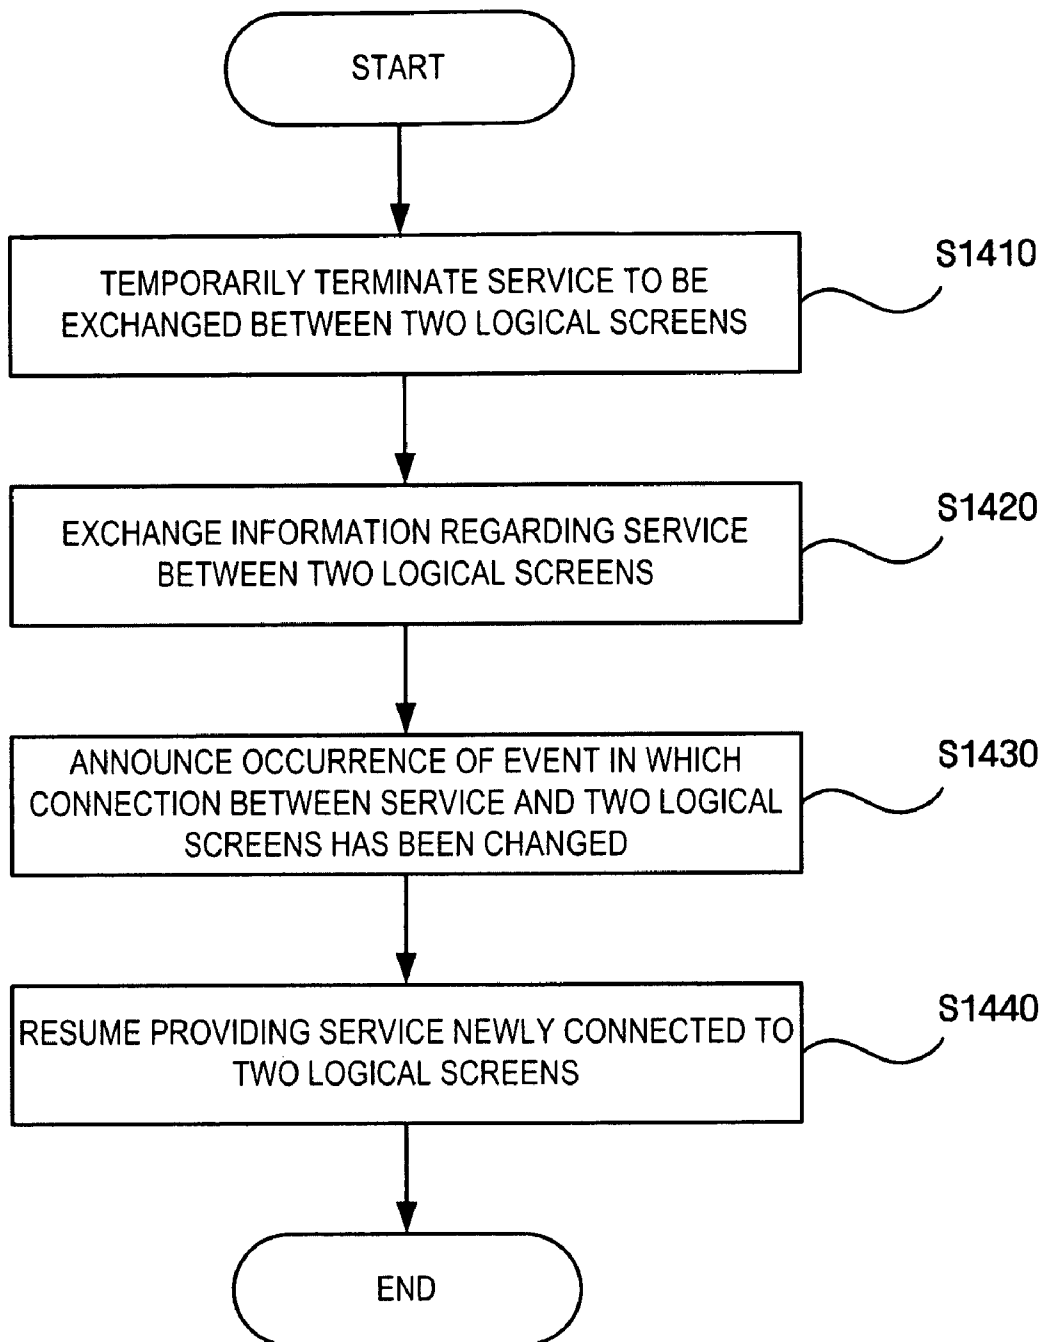 START
TEMPORARILY TERMINATE SERVICE TO BE
EXCHANGED BETWEEN TWO LOGICAL SCREENS
S1410
EXCHANGE INFORMATION REGARDING SERVICE
BETWEEN TWO LOGICAL SCREENS
S1420
ANNOUNCE OCCURRENCE OF EVENT IN WHICH
CONNECTION BETWEEN SERVICE AND TWO LOGICAL
SCREENS HAS BEEN CHANGED
S1430
RESUME PROVIDING SERVICE NEWLY CONNECTED TO
TWO LOGICAL SCREENS
S1440
END